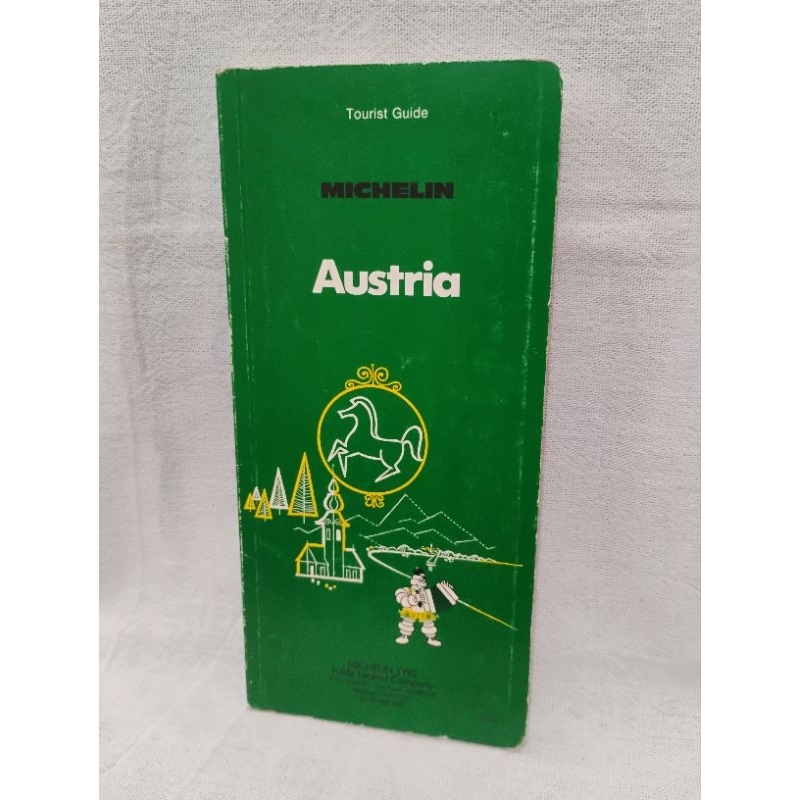 Tourist Guide
MICHELIN
Austria
MICHELIN TYRE
Public Limited Company